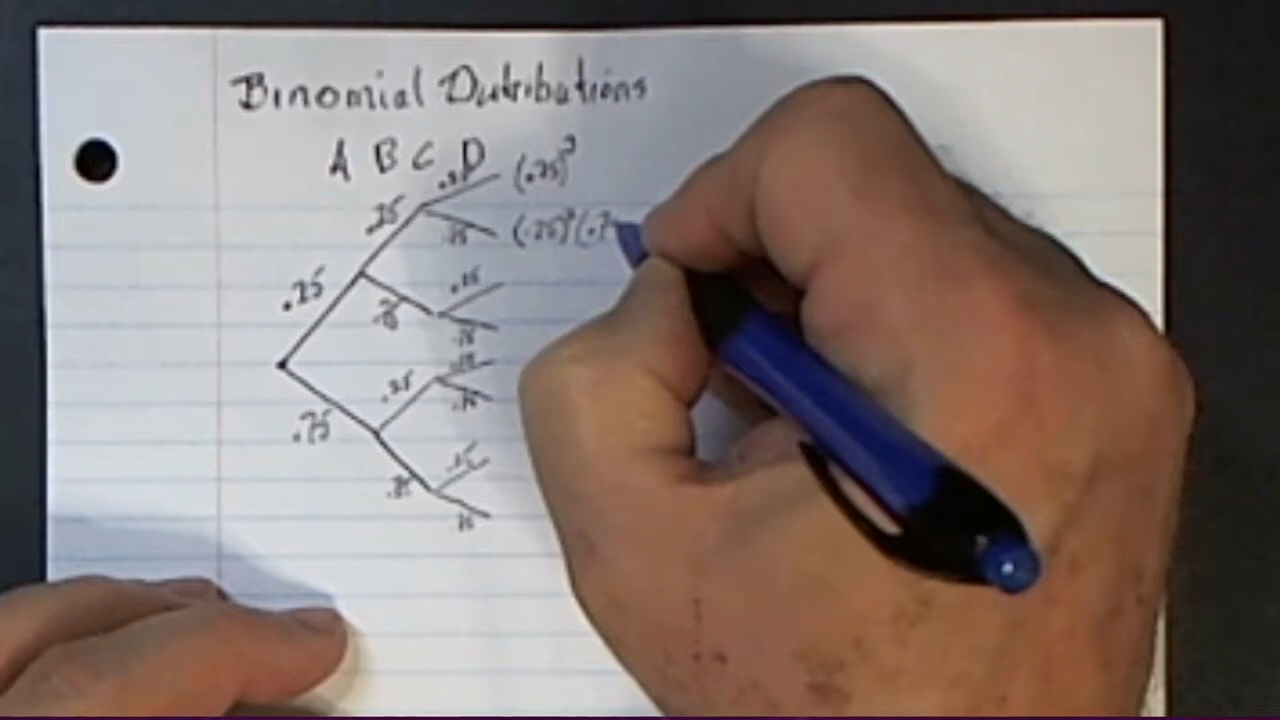 Binomial Distributions
A B C D
.25 (.25)³
.25 .75 (.25)²(.7
.25 .75 .25
.75
.75 .25 .25
.75
.75 .25
.75